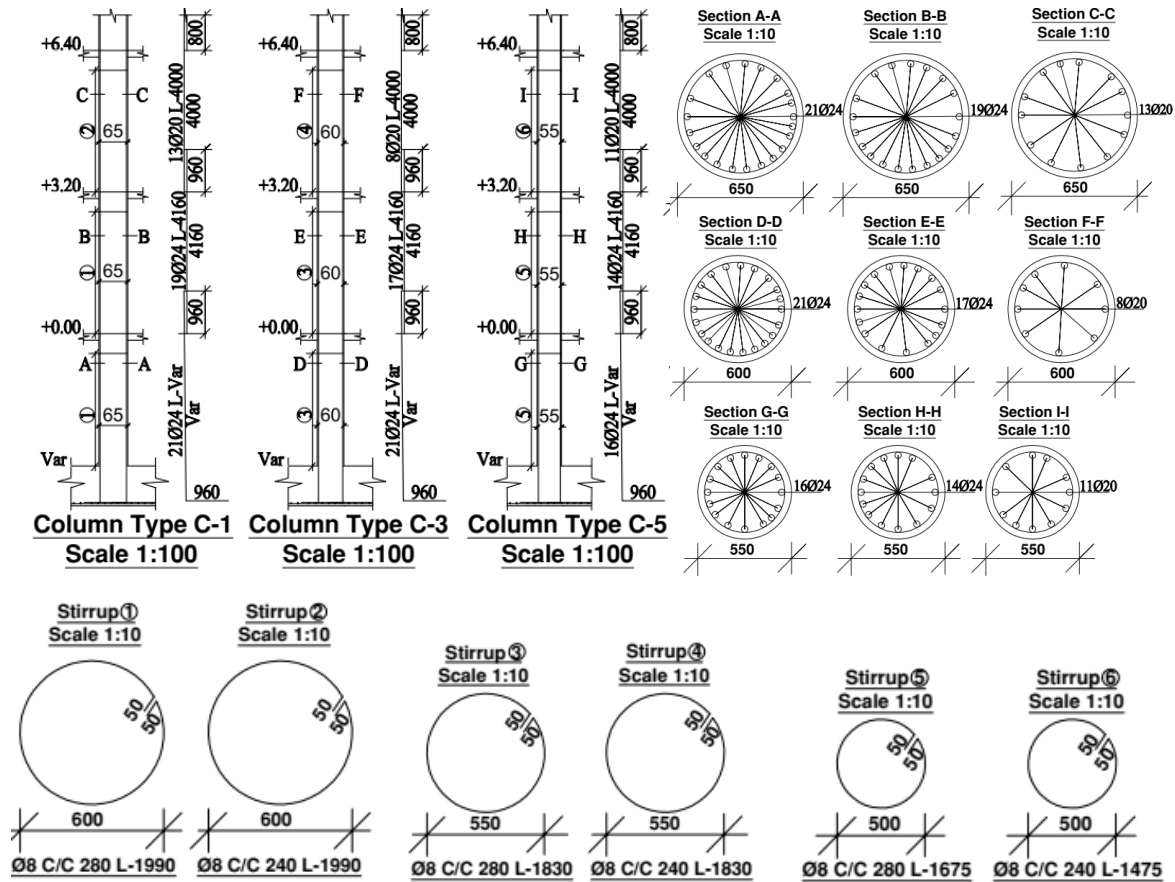 +6.40
800
C C
13Ø20 L-4000
4000
②
65
+3.20
960
B B
19Ø24 L-4160
4160
①
65
+0.00
960
A A
21Ø24 L-Var
Var
①
65
Var
960
Column Type C-1
Scale 1:100
+6.40
800
F F
8Ø20 L-4000
4000
④
60
+3.20
960
E E
17Ø24 L-4160
4160
③
60
+0.00
960
D D
21Ø24 L-Var
Var
③
60
Var
960
Column Type C-3
Scale 1:100
+6.40
800
I I
11Ø20 L-4000
4000
⑥
55
+3.20
960
H H
14Ø24 L-4160
4160
⑤
55
+0.00
960
G G
16Ø24 L-Var
Var
⑤
55
Var
960
Column Type C-5
Scale 1:100
Section A-A
Scale 1:10
21Ø24
650
Section B-B
Scale 1:10
19Ø24
650
Section C-C
Scale 1:10
13Ø20
650
Section D-D
Scale 1:10
21Ø24
600
Section E-E
Scale 1:10
17Ø24
600
Section F-F
Scale 1:10
8Ø20
600
Section G-G
Scale 1:10
16Ø24
550
Section H-H
Scale 1:10
14Ø24
550
Section I-I
Scale 1:10
11Ø20
550
Stirrup①
Scale 1:10
50
50
600
Ø8 C/C 280 L-1990
Stirrup②
Scale 1:10
50
50
600
Ø8 C/C 240 L-1990
Stirrup③
Scale 1:10
50
50
550
Ø8 C/C 280 L-1830
Stirrup④
Scale 1:10
50
50
550
Ø8 C/C 240 L-1830
Stirrup⑤
Scale 1:10
50
50
500
Ø8 C/C 280 L-1675
Stirrup⑥
Scale 1:10
50
50
500
Ø8 C/C 240 L-1475